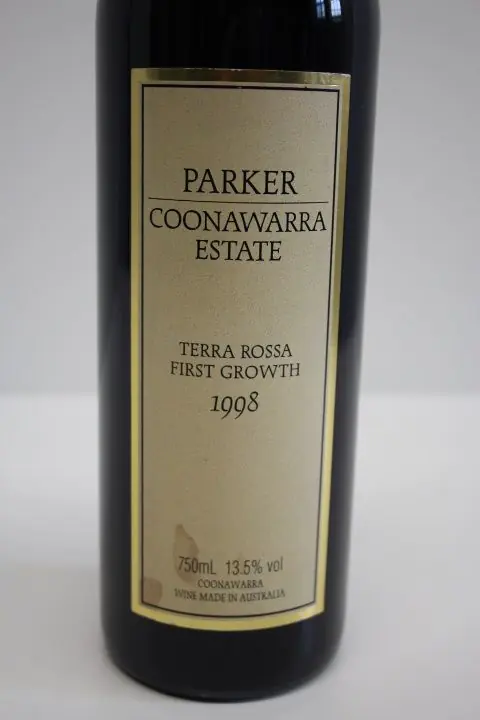 PARKER
COONAWARRA
ESTATE
TERRA ROSSA
FIRST GROWTH
1998
750mL 13.5% vol
COONAWARRA
WINE MADE IN AUSTRALIA